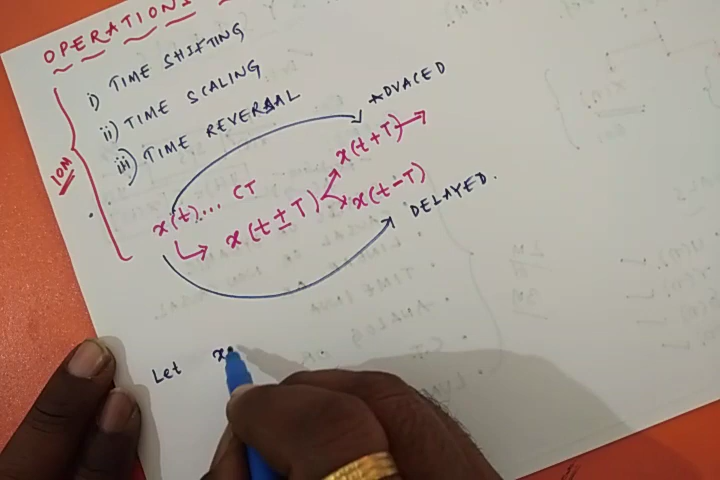 OPERATIONS
i) TIME SHIFTING
ii) TIME SCALING
iii) TIME REVERSAL
10M
ADVACED
x(t)... CT
x(t+T)
x(t±T)
x(t-T)
DELAYED.
Let x